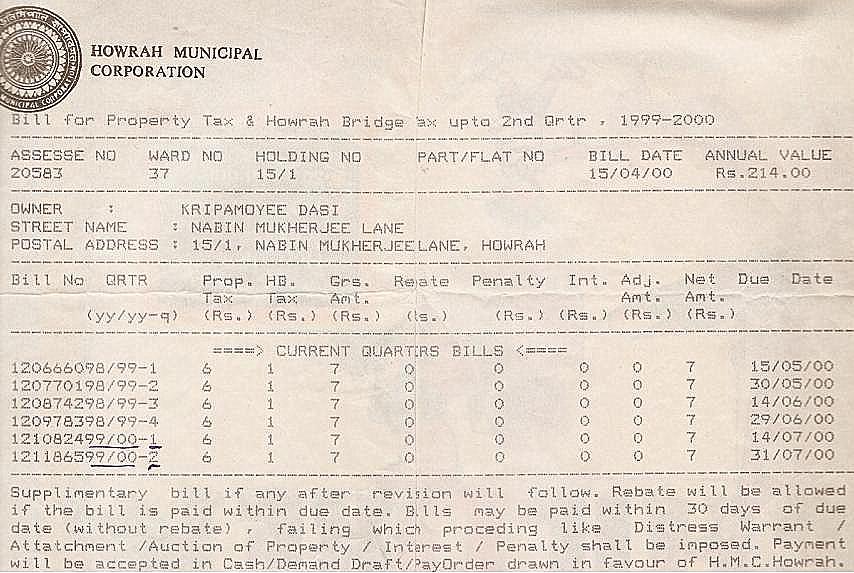 HOWRAH MUNICIPAL
CORPORATION
Bill for Property Tax & Howrah Bridge ax upto 2nd Qrtr , 1999-2000
ASSESSE NO WARD NO HOLDING NO PART/FLAT NO BILL DATE ANNUAL VALUE
20583 37 15/1 15/04/00 Rs.214.00
OWNER : KRIPAMOYEE DASI
STREET NAME : NABIN MUKHERJEE LANE
POSTAL ADDRESS : 15/1, NABIN MUKHERJEELANE, HOWRAH
Bill No QRTR Prop. HB. Grs. Rebate Penalty Int. Adj. Net Due Date
Tax Tax Amt. Amt. Amt.
(yy/yy-q) (Rs.) (Rs.) (Rs.) (Rs.) (Rs.) (Rs.) (Rs.) (Rs.)
====> CURRENT QUARTERS BILLS <====
120666098/99-1 6 1 7 0 0 0 0 7 15/05/00
120770198/99-2 6 1 7 0 0 0 0 7 30/05/00
120874298/99-3 6 1 7 0 0 0 0 7 14/06/00
120978398/99-4 6 1 7 0 0 0 0 7 29/06/00
121082499/00-1 6 1 7 0 0 0 0 7 14/07/00
121186599/00-2 6 1 7 0 0 0 0 7 31/07/00
Supplimentary bill if any after revision will follow. Rebate will be allowed
if the bill is paid within due date. Bills may be paid within 30 days of due
date (without rebate) , failing which proceding like Distress Warrant /
Attatchment /Auction of Property / Interest / Penalty shall be imposed. Payment
will be accepted in Cash/Demand Draft/PayOrder drawn in favour of H.M.C.Howrah.